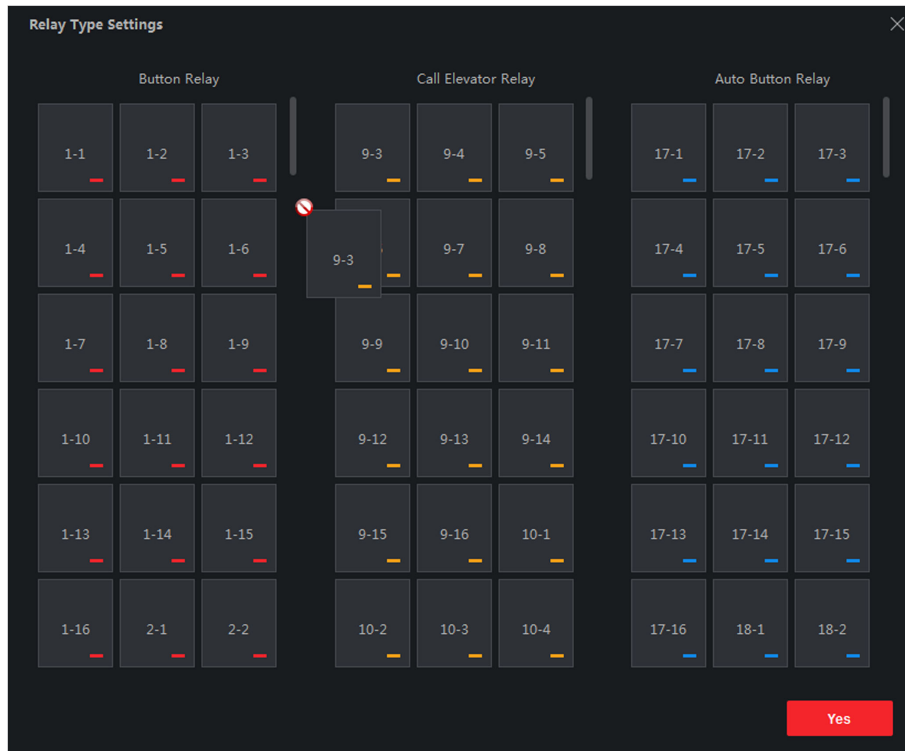 Relay Type Settings
Button Relay Call Elevator Relay Auto Button Relay
1-1 1-2 1-3 9-3 9-4 9-5 17-1 17-2 17-3
1-4 1-5 1-6 9-3 9-7 9-8 17-4 17-5 17-6
1-7 1-8 1-9 9-9 9-10 9-11 17-7 17-8 17-9
1-10 1-11 1-12 9-12 9-13 9-14 17-10 17-11 17-12
1-13 1-14 1-15 9-15 9-16 10-1 17-13 17-14 17-15
1-16 2-1 2-2 10-2 10-3 10-4 17-16 18-1 18-2
Yes